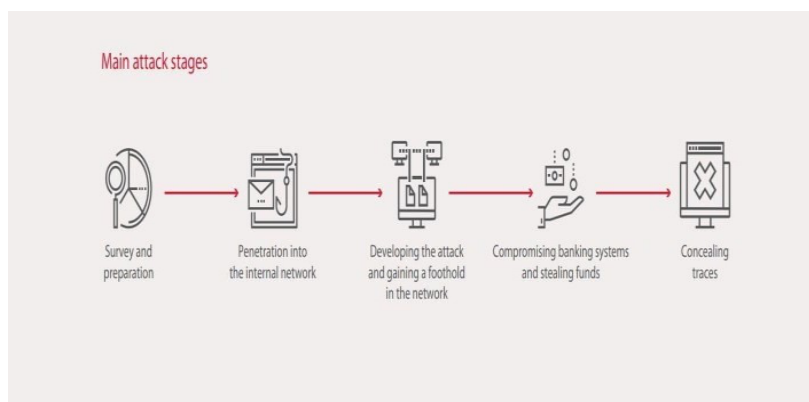 Main attack stages
Survey and
preparation
Penetration into
the internal network
Developing the attack
and gaining a foothold
in the network
Compromising banking systems
and stealing funds
Concealing
traces